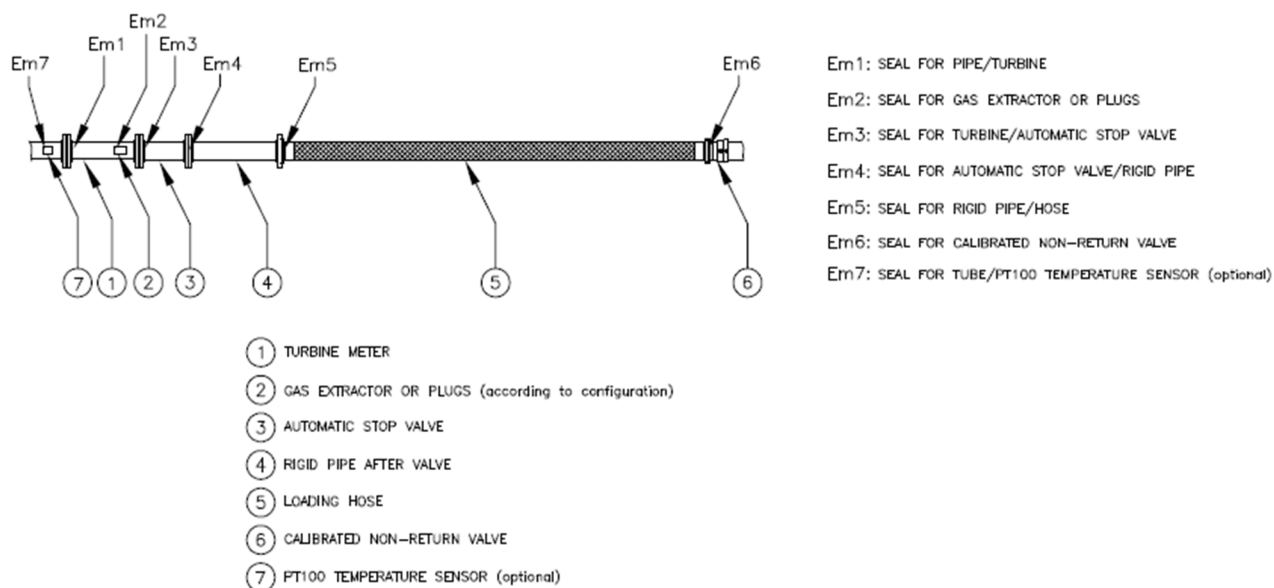 Em2
Em1
Em3
Em7
Em4
Em5
Em6
Em1: SEAL FOR PIPE/TURBINE
Em2: SEAL FOR GAS EXTRACTOR OR PLUGS
Em3: SEAL FOR TURBINE/AUTOMATIC STOP VALVE
Em4: SEAL FOR AUTOMATIC STOP VALVE/RIGID PIPE
Em5: SEAL FOR RIGID PIPE/HOSE
Em6: SEAL FOR CALIBRATED NON-RETURN VALVE
Em7: SEAL FOR TUBE/PT100 TEMPERATURE SENSOR (optional)
7 1 2 3 4 5 6
1 TURBINE METER
2 GAS EXTRACTOR OR PLUGS (according to configuration)
3 AUTOMATIC STOP VALVE
4 RIGID PIPE AFTER VALVE
5 LOADING HOSE
6 CALIBRATED NON-RETURN VALVE
7 PT100 TEMPERATURE SENSOR (optional)